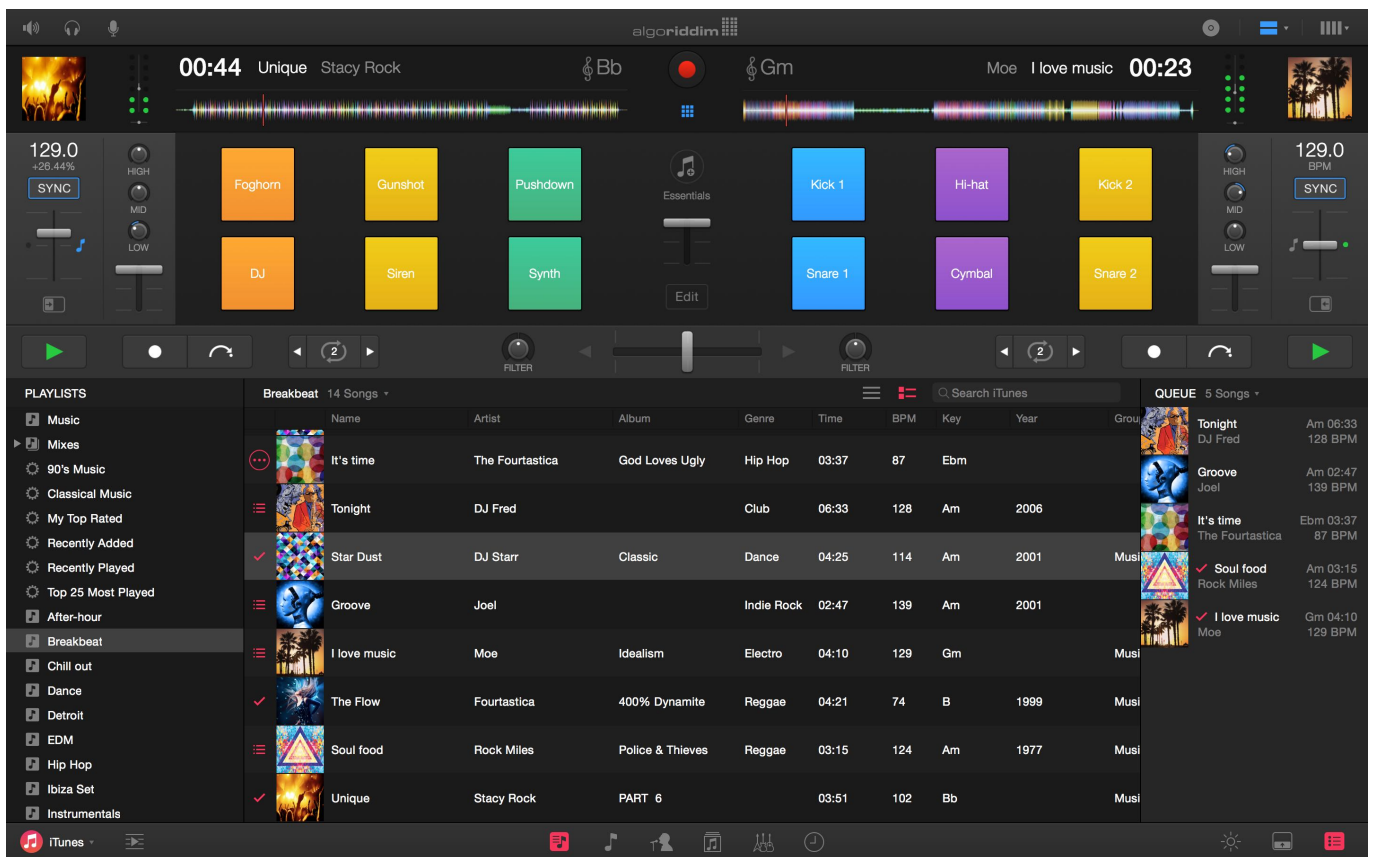 algoriddim
00:44 Unique Stacy Rock Bb Gm Moe I love music 00:23
129.0 129.0
+26.44% HIGH HIGH BPM
SYNC SYNC
MID MID
LOW LOW
Foghorn Gunshot Pushdown Essentials Kick 1 Hi-hat Kick 2
DJ Siren Synth Snare 1 Cymbal Snare 2
Edit
2 FILTER FILTER 2
PLAYLISTS
Music
Mixes
90's Music
Classical Music
My Top Rated
Recently Added
Recently Played
Top 25 Most Played
After-hour
Breakbeat
Chill out
Dance
Detroit
EDM
Hip Hop
Ibiza Set
Instrumentals
Breakbeat 14 Songs Search iTunes
Name Artist Album Genre Time BPM Key Year Grou
It's time The Fourtastica God Loves Ugly Hip Hop 03:37 87 Ebm
Tonight DJ Fred Club 06:33 128 Am 2006
Star Dust DJ Starr Classic Dance 04:25 114 Am 2001 Musi
Groove Joel Indie Rock 02:47 139 Am 2001
I love music Moe Idealism Electro 04:10 129 Gm Musi
The Flow Fourtastica 400% Dynamite Reggae 04:21 74 B 1999 Musi
Soul food Rock Miles Police & Thieves Reggae 03:15 124 Am 1977 Musi
Unique Stacy Rock PART 6 03:51 102 Bb Musi
QUEUE 5 Songs
Tonight Am 06:33
DJ Fred 128 BPM
Groove Am 02:47
Joel 139 BPM
It's time Ebm 03:37
The Fourtastica 87 BPM
Soul food Am 03:15
Rock Miles 124 BPM
I love music Gm 04:10
Moe 129 BPM
iTunes